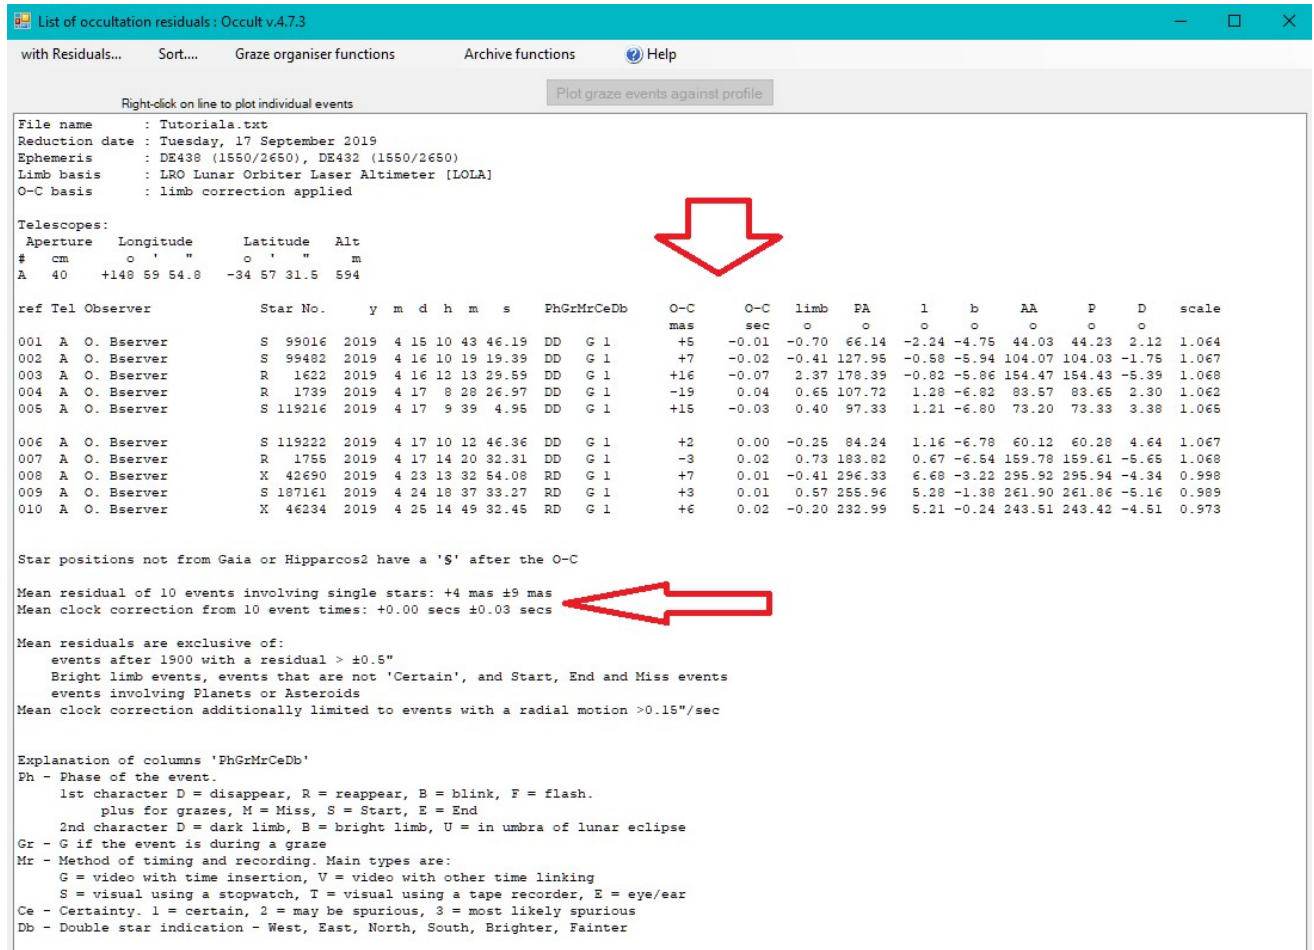 List of occultation residuals : Occult v.4.7.3
with Residuals... Sort.... Graze organiser functions Archive functions Help
Plot graze events against profile
Right-click on line to plot individual events
File name : Tutoriala.txt
Reduction date : Tuesday, 17 September 2019
Ephemeris : DE438 (1550/2650), DE432 (1550/2650)
Limb basis : LRO Lunar Orbiter Laser Altimeter [LOLA]
O-C basis : limb correction applied
Telescopes:
Aperture Longitude Latitude Alt
# cm o ' " o ' " m
A 40 +148 59 54.8 -34 57 31.5 594
ref Tel Observer Star No. y m d h m s PhGrMrCeDb O-C O-C limb PA l b AA P D scale
mas sec o o o o o o o
001 A O. Bserver S 99016 2019 4 15 10 43 46.19 DD G 1 +5 -0.01 -0.70 66.14 -2.24 -4.75 44.03 44.23 2.12 1.064
002 A O. Bserver S 99482 2019 4 16 10 19 19.39 DD G 1 +7 -0.02 -0.41 127.95 -0.58 -5.94 104.07 104.03 -1.75 1.067
003 A O. Bserver R 1622 2019 4 16 12 13 29.59 DD G 1 +16 -0.07 2.37 178.39 -0.82 -5.86 154.47 154.43 -5.39 1.068
004 A O. Bserver R 1739 2019 4 17 8 28 26.97 DD G 1 -19 0.04 0.65 107.72 1.28 -6.82 83.57 83.65 2.30 1.062
005 A O. Bserver S 119216 2019 4 17 9 39 4.95 DD G 1 +15 -0.03 0.40 97.33 1.21 -6.80 73.20 73.33 3.38 1.065
006 A O. Bserver S 119222 2019 4 17 10 12 46.36 DD G 1 +2 0.00 -0.25 84.24 1.16 -6.78 60.12 60.28 4.64 1.067
007 A O. Bserver R 1755 2019 4 17 14 20 32.31 DD G 1 -3 0.02 0.73 183.82 0.67 -6.54 159.78 159.61 -5.65 1.068
008 A O. Bserver X 42690 2019 4 23 13 32 54.08 RD G 1 +7 0.01 -0.41 296.33 6.68 -3.22 295.92 295.94 -4.34 0.998
009 A O. Bserver S 187161 2019 4 24 18 37 33.27 RD G 1 +3 0.01 0.57 255.96 5.28 -1.38 261.90 261.86 -5.16 0.989
010 A O. Bserver X 46234 2019 4 25 14 49 32.45 RD G 1 +6 0.02 -0.20 232.99 5.21 -0.24 243.51 243.42 -4.51 0.973
Star positions not from Gaia or Hipparcos2 have a '$' after the O-C
Mean residual of 10 events involving single stars: +4 mas ±9 mas
Mean clock correction from 10 event times: +0.00 secs ±0.03 secs
Mean residuals are exclusive of:
events after 1900 with a residual > ±0.5"
Bright limb events, events that are not 'Certain', and Start, End and Miss events
events involving Planets or Asteroids
Mean clock correction additionally limited to events with a radial motion >0.15"/sec
Explanation of columns 'PhGrMrCeDb'
Ph - Phase of the event.
1st character D = disappear, R = reappear, B = blink, F = flash.
plus for grazes, M = Miss, S = Start, E = End
2nd character D = dark limb, B = bright limb, U = in umbra of lunar eclipse
Gr - G if the event is during a graze
Mr - Method of timing and recording. Main types are:
G = video with time insertion, V = video with other time linking
S = visual using a stopwatch, T = visual using a tape recorder, E = eye/ear
Ce - Certainty. 1 = certain, 2 = may be spurious, 3 = most likely spurious
Db - Double star indication - West, East, North, South, Brighter, Fainter